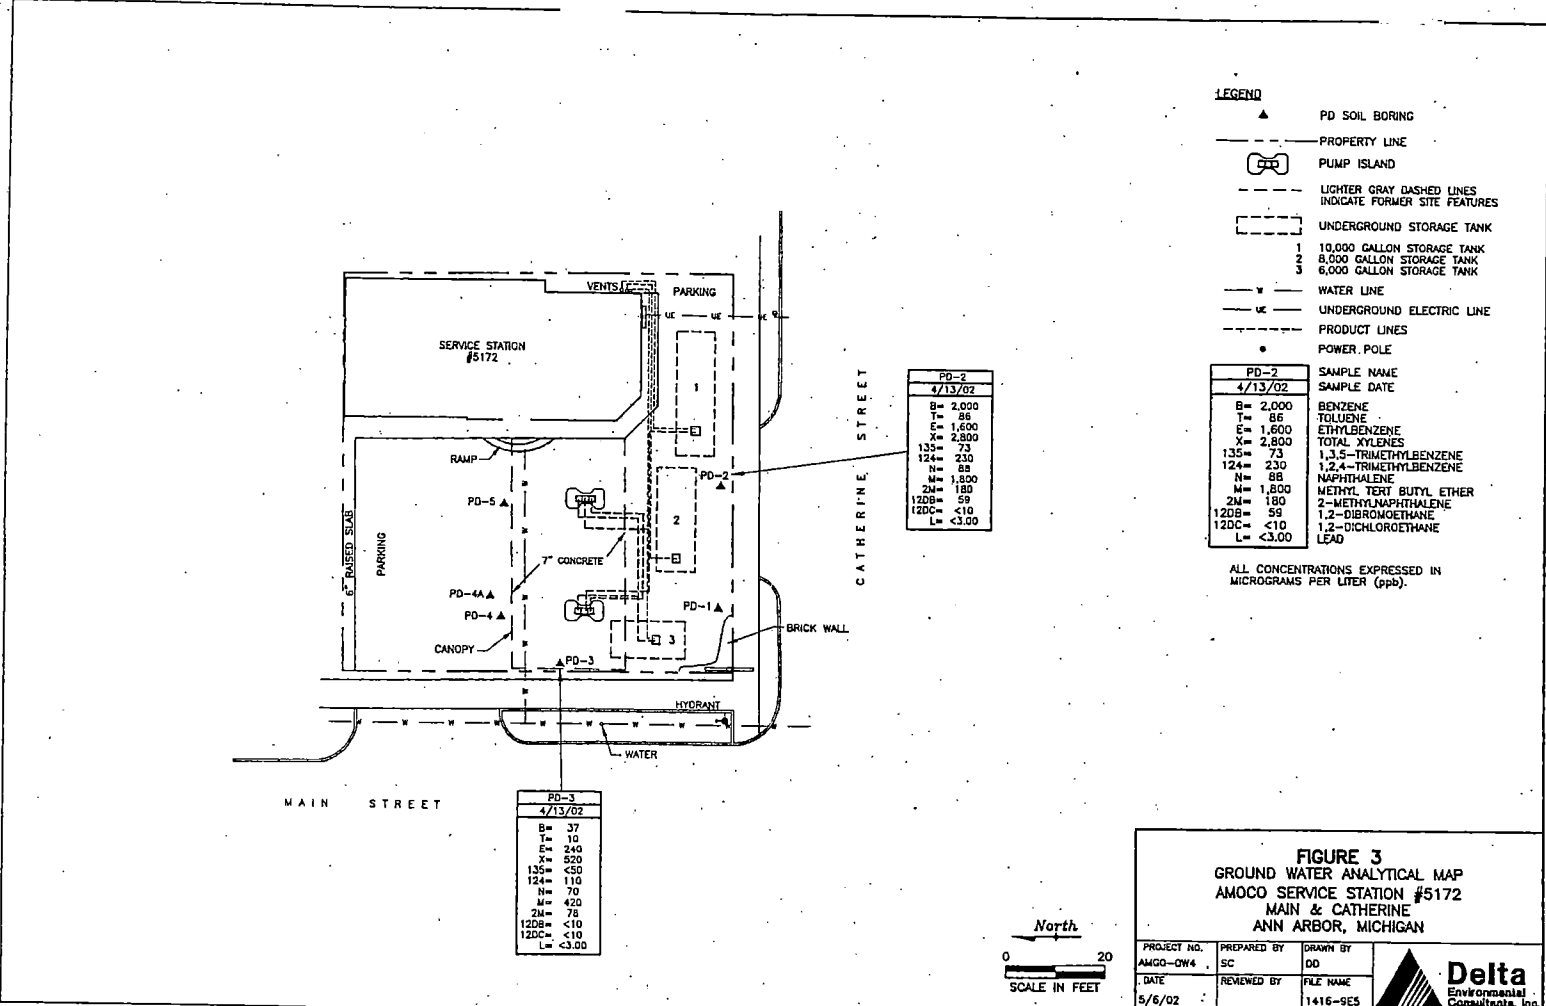 LEGEND
PD SOIL BORING
PROPERTY LINE
PUMP ISLAND
LIGHTER GRAY DASHED LINES
INDICATE FORMER SITE FEATURES
UNDERGROUND STORAGE TANK
1 10,000 GALLON STORAGE TANK
2 8,000 GALLON STORAGE TANK
3 6,000 GALLON STORAGE TANK
W WATER LINE
UE UNDERGROUND ELECTRIC LINE
PRODUCT LINES
POWER POLE
PD-2 SAMPLE NAME
4/13/02 SAMPLE DATE
B= 2,000 BENZENE
T= 86 TOLUENE
E= 1,600 ETHYLBENZENE
X= 2,800 TOTAL XYLENES
135= 73 1,3,5-TRIMETHYLBENZENE
124= 230 1,2,4-TRIMETHYLBENZENE
N= 88 NAPHTHALENE
M= 1,800 METHYL TERT BUTYL ETHER
2M= 180 2-METHYLNAPHTHALENE
12DB= 59 1,2-DIBROMOETHANE
12DC= <10 1,2-DICHLOROETHANE
L= <3.00 LEAD
ALL CONCENTRATIONS EXPRESSED IN
MICROGRAMS PER LITER (ppb).
VENTS
PARKING
UE UE UE
SERVICE STATION
#5172
1
RAMP
PD-2
PD-5
2
6" RAISED SLAB
PARKING
7" CONCRETE
PD-4A
PD-4
PD-1
CANOPY
3
BRICK WALL
PD-3
W
W
W
W
W
HYDRANT
W W W W W W W W W
WATER
MAIN STREET
CATHERINE STREET
PD-2
4/13/02
B= 2,000
T= 86
E= 1,600
X= 2,800
135= 73
124= 230
N= 88
M= 1,800
2M= 180
12DB= 59
12DC= <10
L= <3.00
PD-3
4/13/02
B= 37
T= 10
E= 240
X= 520
135= <50
124= 110
N= 70
M= 420
2M= 78
12DB= <10
12DC= <10
L= <3.00
North
0 20
SCALE IN FEET
FIGURE 3
GROUND WATER ANALYTICAL MAP
AMOCO SERVICE STATION #5172
MAIN & CATHERINE
ANN ARBOR, MICHIGAN
PROJECT NO. PREPARED BY DRAWN BY
AMGO-0W4 SC DD
DATE REVIEWED BY FILE NAME
5/6/02 1416-9E5
Delta
Environmental
Consultants, Inc.